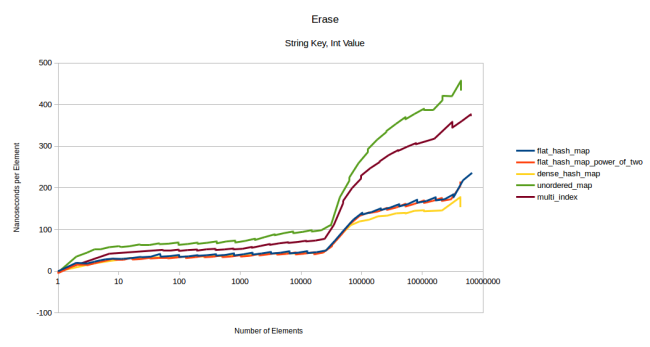 Erase
String Key, Int Value
Nanoseconds per Element
500
400
300
200
100
0
-100
1
10
100
1000
10000
100000
1000000
10000000
Number of Elements
flat_hash_map
flat_hash_map_power_of_two
dense_hash_map
unordered_map
multi_index